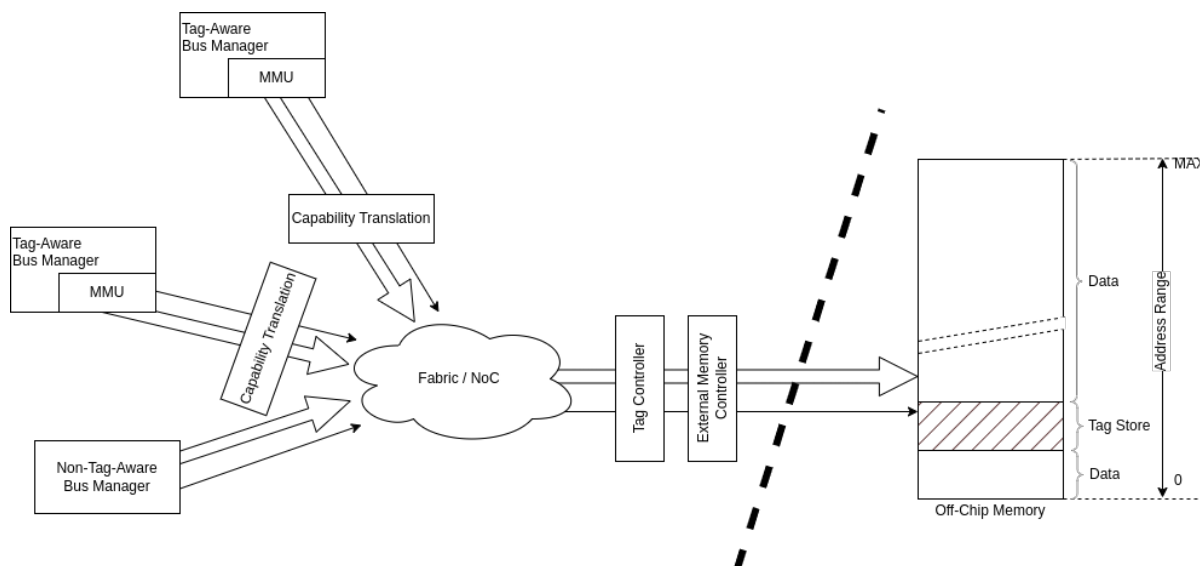 Tag-Aware
Bus Manager
MMU
Capability Translation
Tag-Aware
Bus Manager
MMU
Capability Translation
Non-Tag-Aware
Bus Manager
Fabric / NoC
Tag Controller
External Memory
Controller
MAX
Data
Address Range
Tag Store
Data
0
Off-Chip Memory